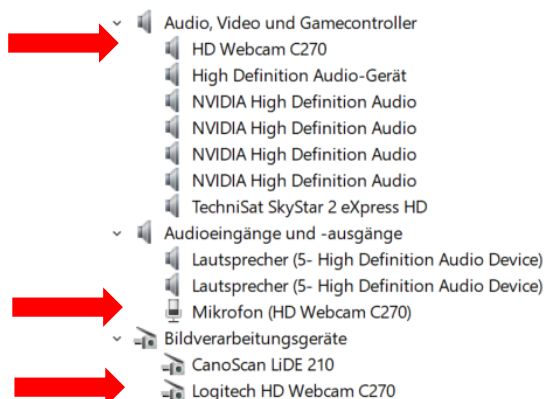 Audio, Video und Gamecontroller
HD Webcam C270
High Definition Audio-Gerät
NVIDIA High Definition Audio
NVIDIA High Definition Audio
NVIDIA High Definition Audio
NVIDIA High Definition Audio
TechniSat SkyStar 2 eXpress HD
Audioeingänge und -ausgänge
Lautsprecher (5- High Definition Audio Device)
Lautsprecher (5- High Definition Audio Device)
Mikrofon (HD Webcam C270)
Bildverarbeitungsgeräte
CanoScan LiDE 210
Logitech HD Webcam C270